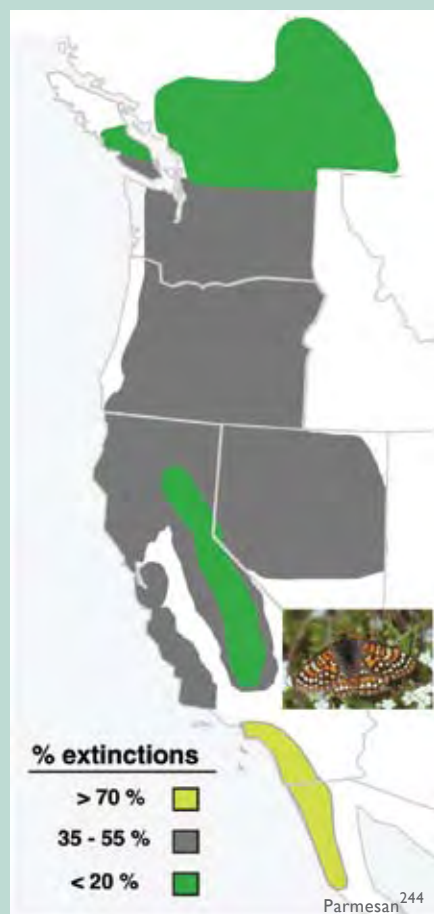 % extinctions
> 70 %
35 - 55 %
< 20 %
Parmesan244